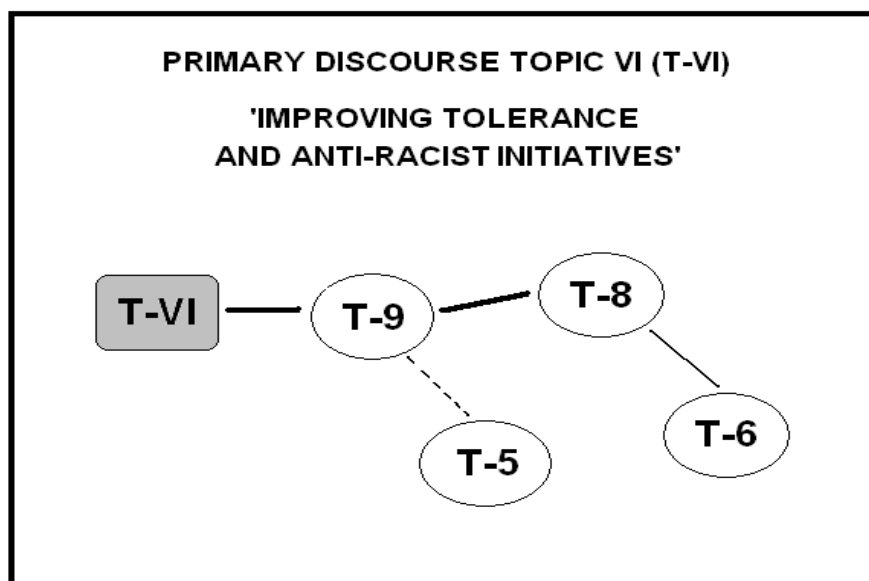 PRIMARY DISCOURSE TOPIC VI (T-VI)
'IMPROVING TOLERANCE
AND ANTI-RACIST INITIATIVES'
T-VI
T-9
T-8
T-5
T-6